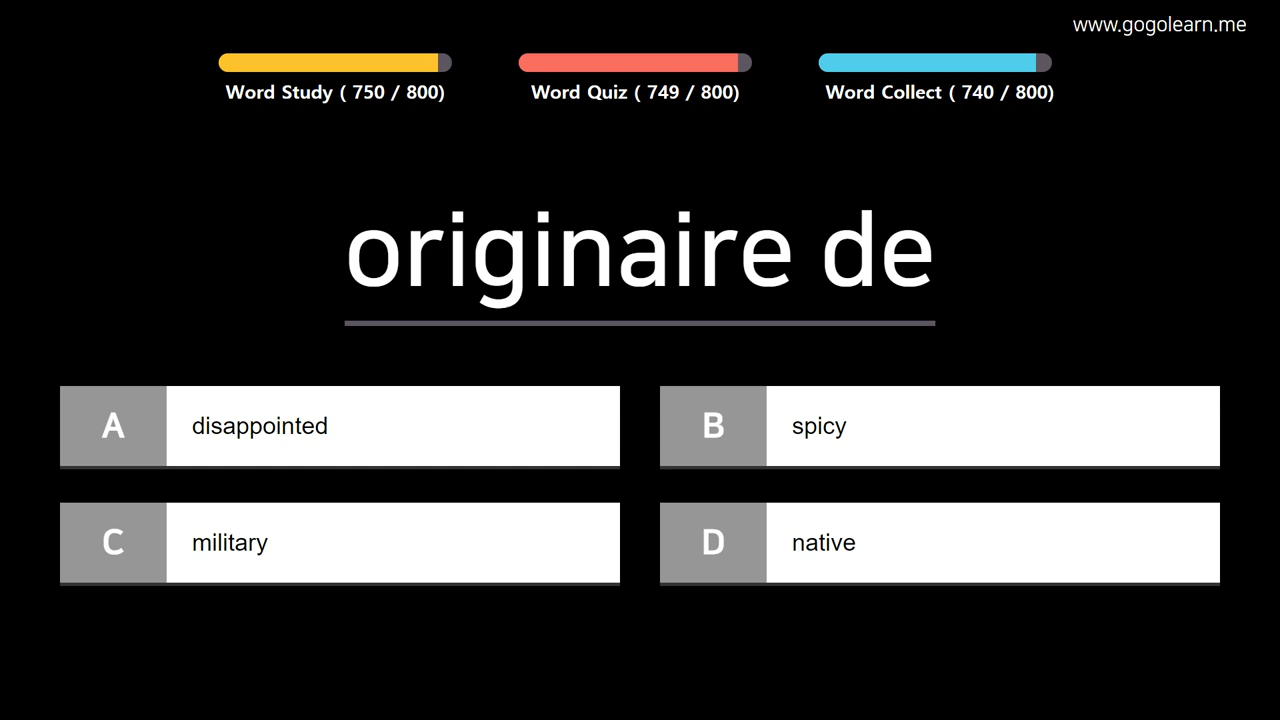 www.gogolearn.me
Word Study ( 750 / 800)
Word Quiz ( 749 / 800)
Word Collect ( 740 / 800)
originaire de
A disappointed
B spicy
C military
D native